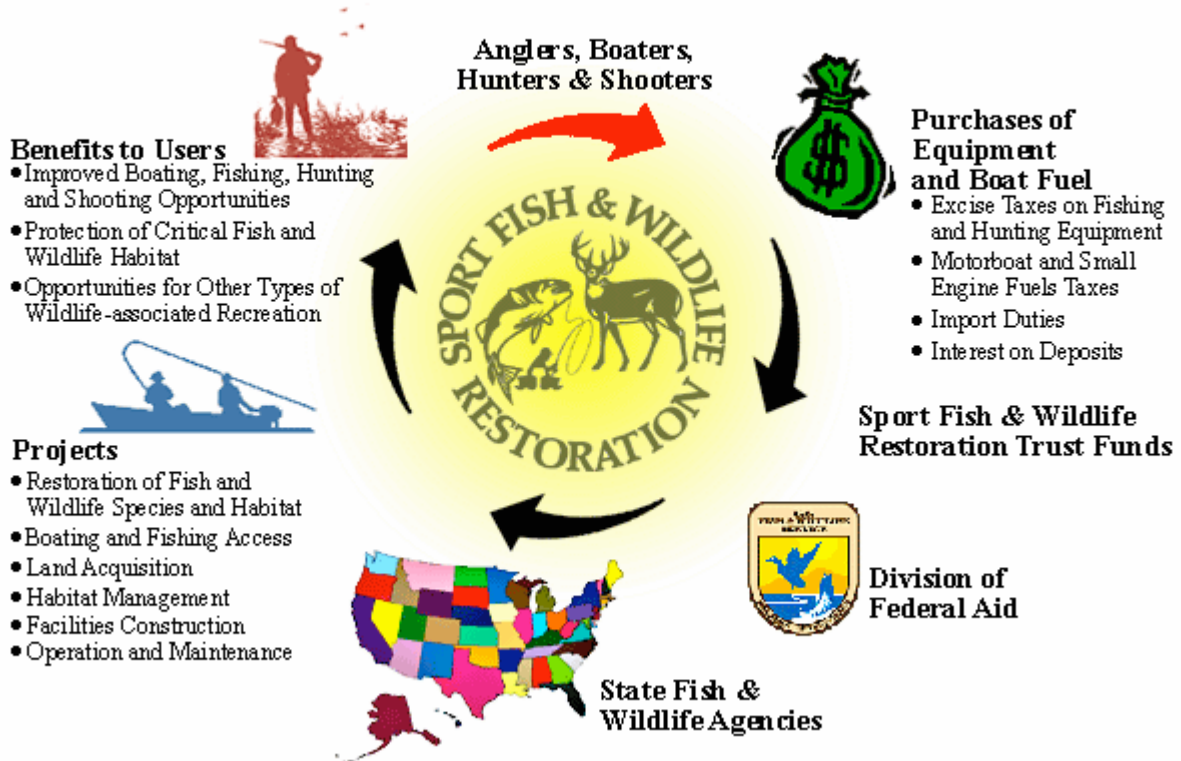 Anglers, Boaters,
Hunters & Shooters
Purchases of
Equipment
and Boat Fuel
• Excise Taxes on Fishing
and Hunting Equipment
• Motorboat and Small
Engine Fuels Taxes
• Import Duties
• Interest on Deposits
Sport Fish & Wildlife
Restoration Trust Funds
Division of
Federal Aid
FISH & WILDLIFE
SERVICE
State Fish &
Wildlife Agencies
Projects
• Restoration of Fish and
Wildlife Species and Habitat
• Boating and Fishing Access
• Land Acquisition
• Habitat Management
• Facilities Construction
• Operation and Maintenance
Benefits to Users
• Improved Boating, Fishing, Hunting
and Shooting Opportunities
• Protection of Critical Fish and
Wildlife Habitat
• Opportunities for Other Types of
Wildlife-associated Recreation
SPORT FISH & WILDLIFE
RESTORATION
$